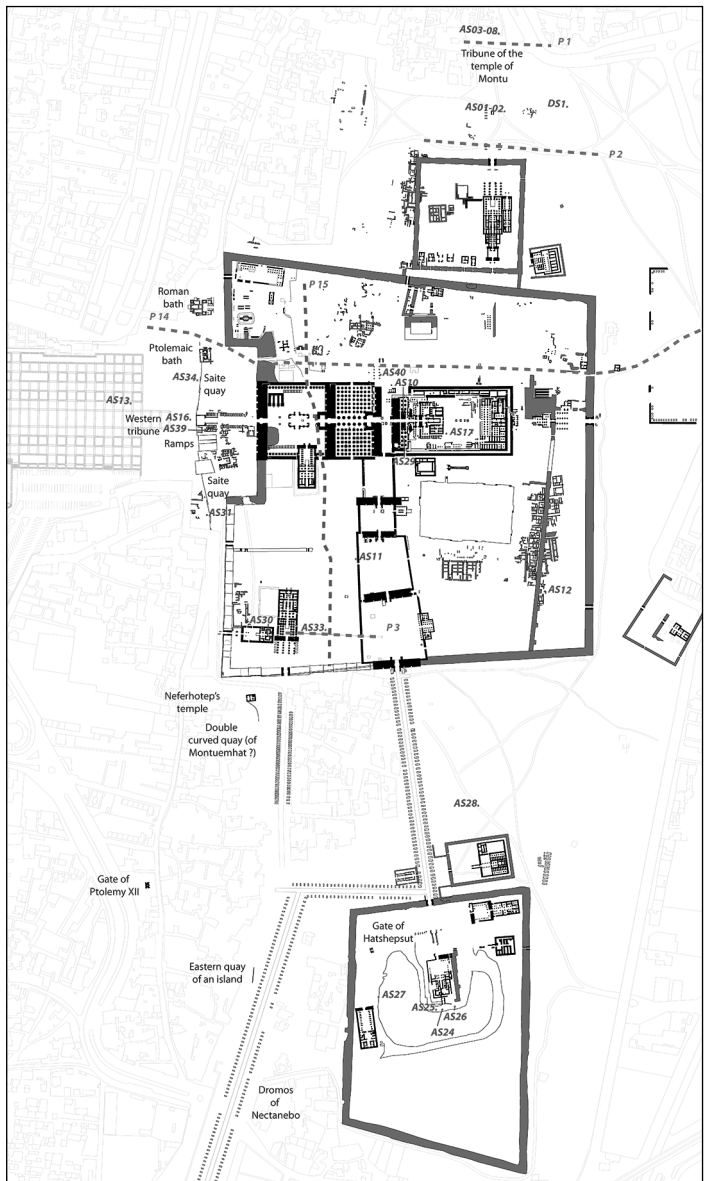 AS03-08.
P 1
Tribune of the
temple of
Montu
AS01-02.
DS1.
P 2
P 15
Roman
bath
P 14
Ptolemaic
bath
AS34.
Saite
quay
AS40
AS10
AS13.
AS16.
Western
tribune
AS39
Ramps
AS17
AS29
Saite
quay
AS31
AS11
AS12
AS30
AS33.
P 3
Neferhotep's
temple
Double
curved quay (of
Montuemhat ?)
AS28.
Gate of
Ptolemy XII
Gate of
Hatshepsut
Eastern quay
of an island
AS27
AS25.
AS26
AS24
Dromos
of
Nectanebo